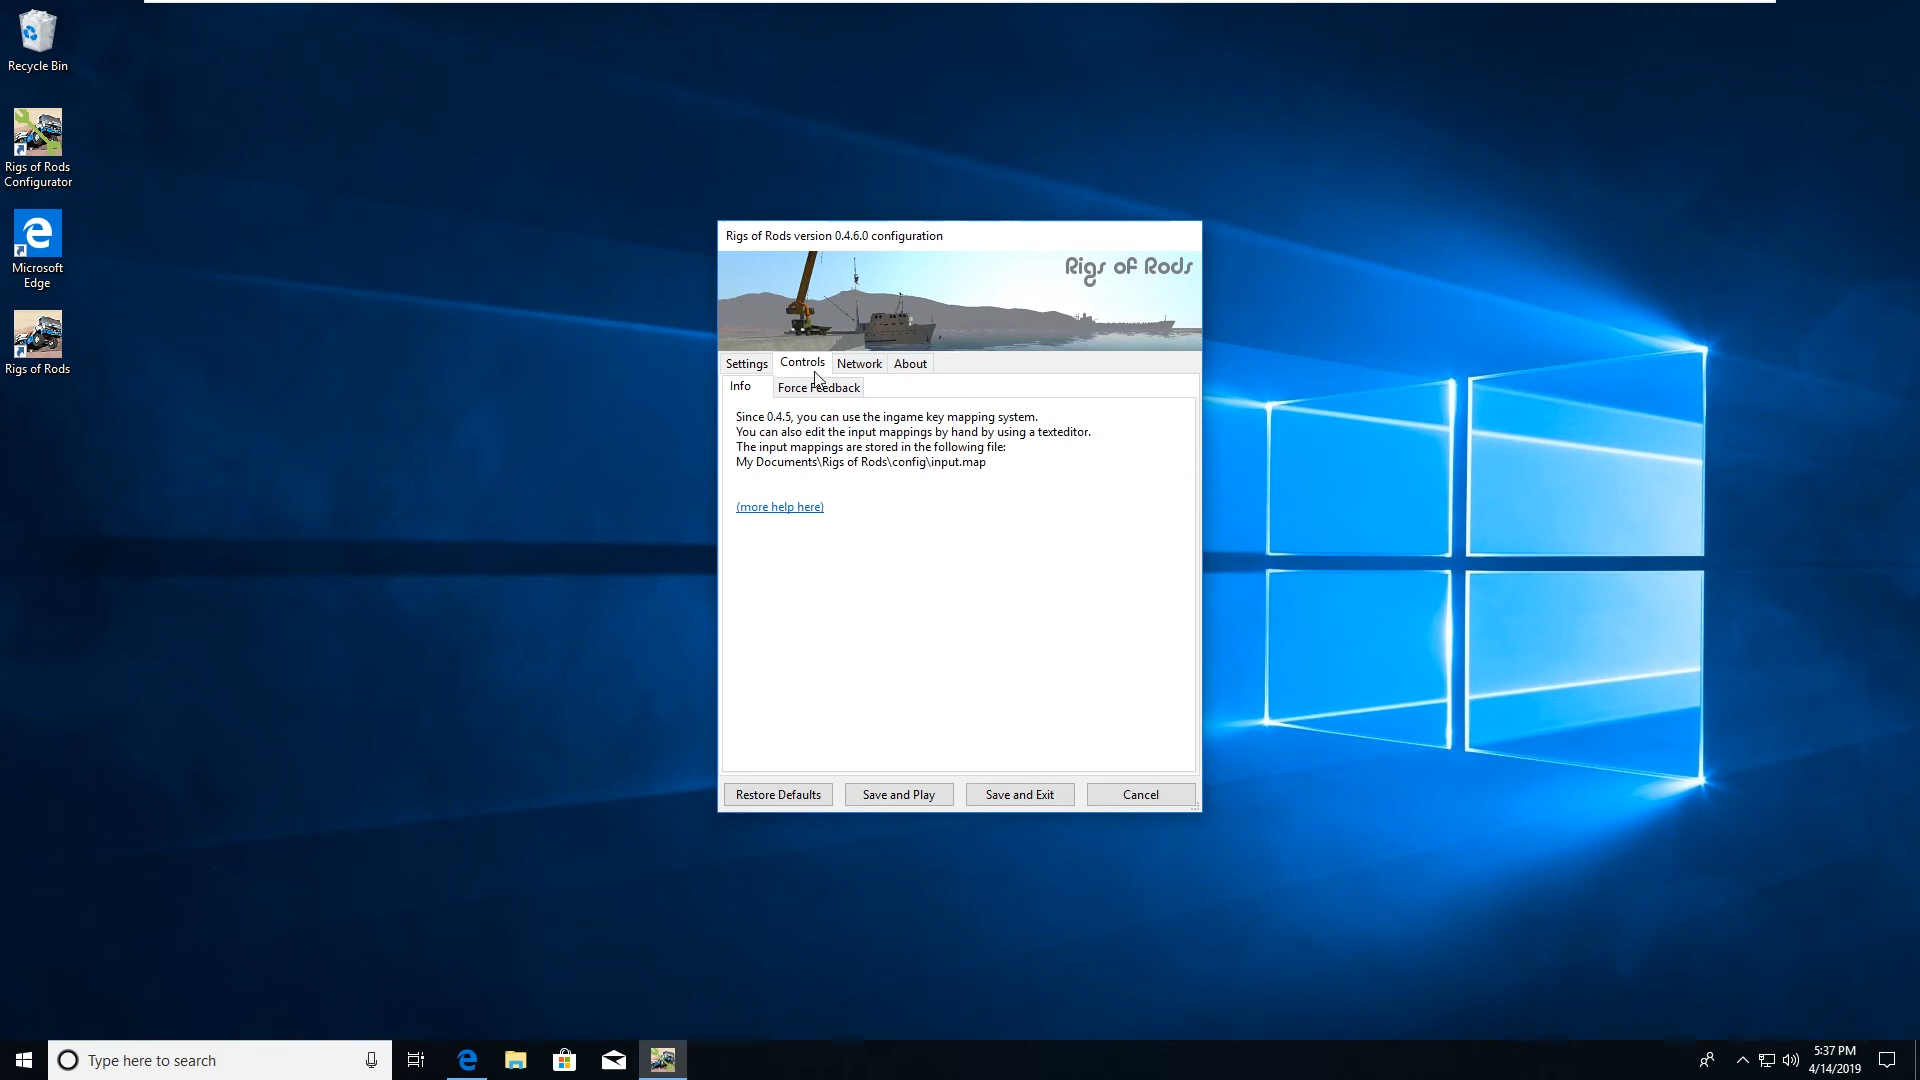 Recycle Bin
Rigs of Rods
Configurator
Microsoft
Edge
Rigs of Rods
Rigs of Rods version 0.4.6.0 configuration
Rigs of Rods
Settings
Controls
Network
About
Info
Force Feedback
Since 0.4.5, you can use the ingame key mapping system.
You can also edit the input mappings by hand by using a texteditor.
The input mappings are stored in the following file:
My Documents\Rigs of Rods\config\input.map
(more help here)
Restore Defaults
Save and Play
Save and Exit
Cancel
Type here to search
5:37 PM
4/14/2019